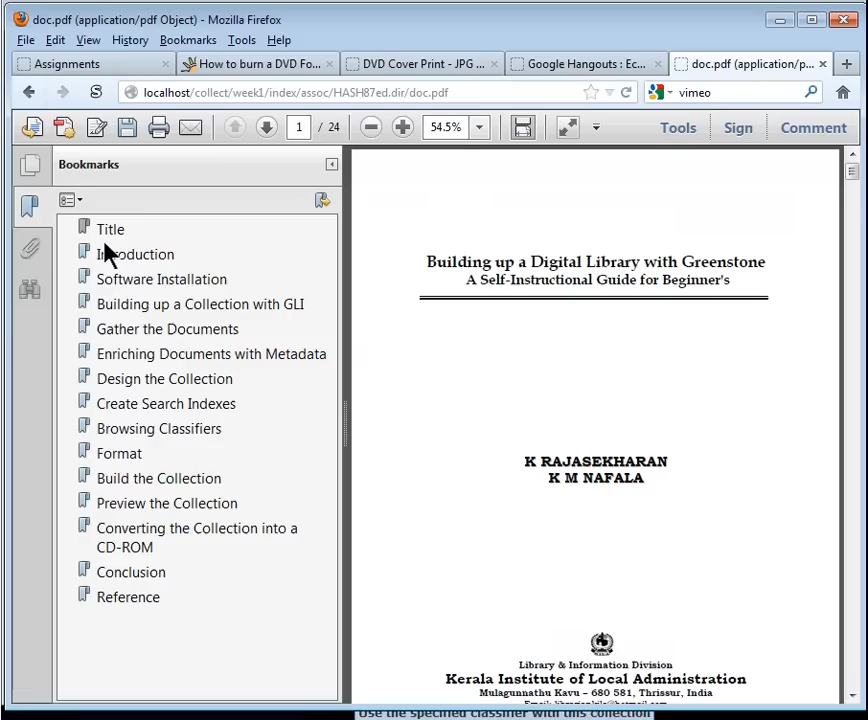 doc.pdf (application/pdf Object) - Mozilla Firefox
File Edit View History Bookmarks Tools Help
Assignments How to burn a DVD Fo... DVD Cover Print - JPG ... Google Hangouts : Ec... doc.pdf (application/p...
localhost/collect/week1/index/assoc/HASH87ed.dir/doc.pdf vimeo
1 / 24 54.5% Tools Sign Comment
Bookmarks
Title
Introduction
Software Installation
Building up a Collection with GLI
Gather the Documents
Enriching Documents with Metadata
Design the Collection
Create Search Indexes
Browsing Classifiers
Format
Build the Collection
Preview the Collection
Converting the Collection into a
CD-ROM
Conclusion
Reference
Building up a Digital Library with Greenstone
A Self-Instructional Guide for Beginner's
K RAJASEKHARAN
K M NAFALA
Library & Information Division
Kerala Institute of Local Administration
Mulagunnathu Kavu – 680 581, Thrissur, India
Use the specified classifier with this collection